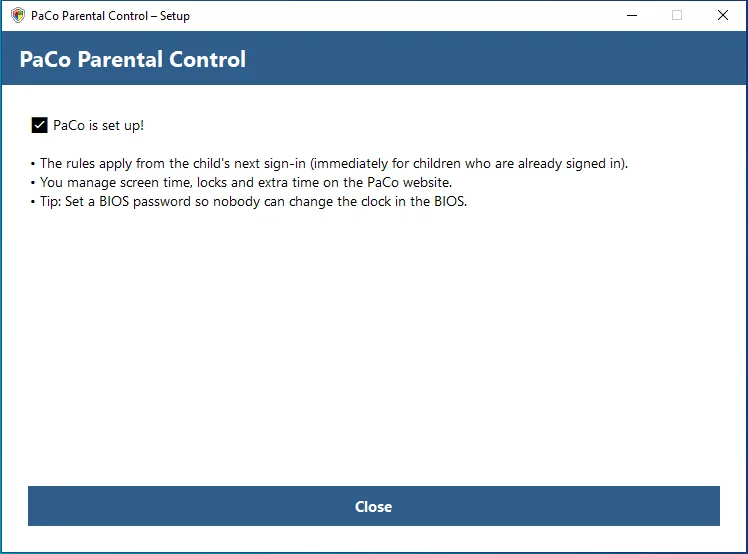 PaCo Parental Control – Setup
PaCo Parental Control
PaCo is set up!
• The rules apply from the child's next sign-in (immediately for children who are already signed in).
• You manage screen time, locks and extra time on the PaCo website.
• Tip: Set a BIOS password so nobody can change the clock in the BIOS.
Close